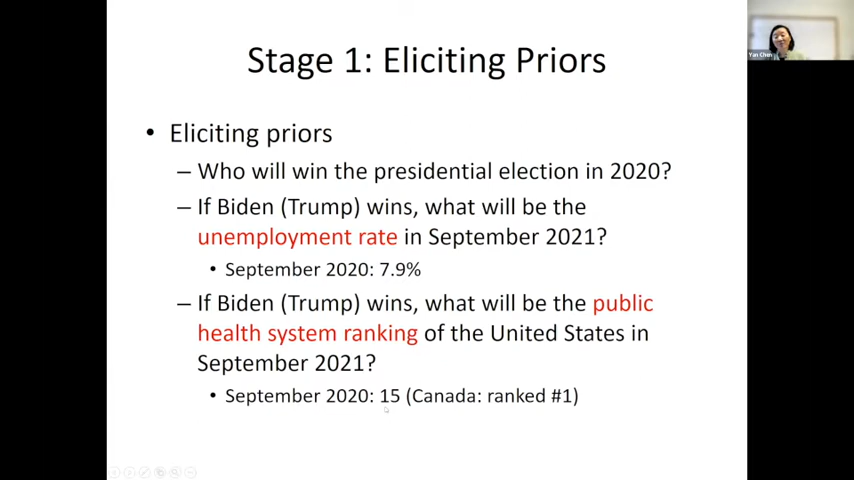 Stage 1: Eliciting Priors
Yan Chen
• Eliciting priors
– Who will win the presidential election in 2020?
– If Biden (Trump) wins, what will be the
unemployment rate in September 2021?
• September 2020: 7.9%
– If Biden (Trump) wins, what will be the public
health system ranking of the United States in
September 2021?
• September 2020: 15 (Canada: ranked #1)